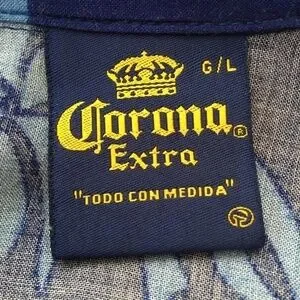 G/L
Corona®
Extra
"TODO CON MEDIDA"